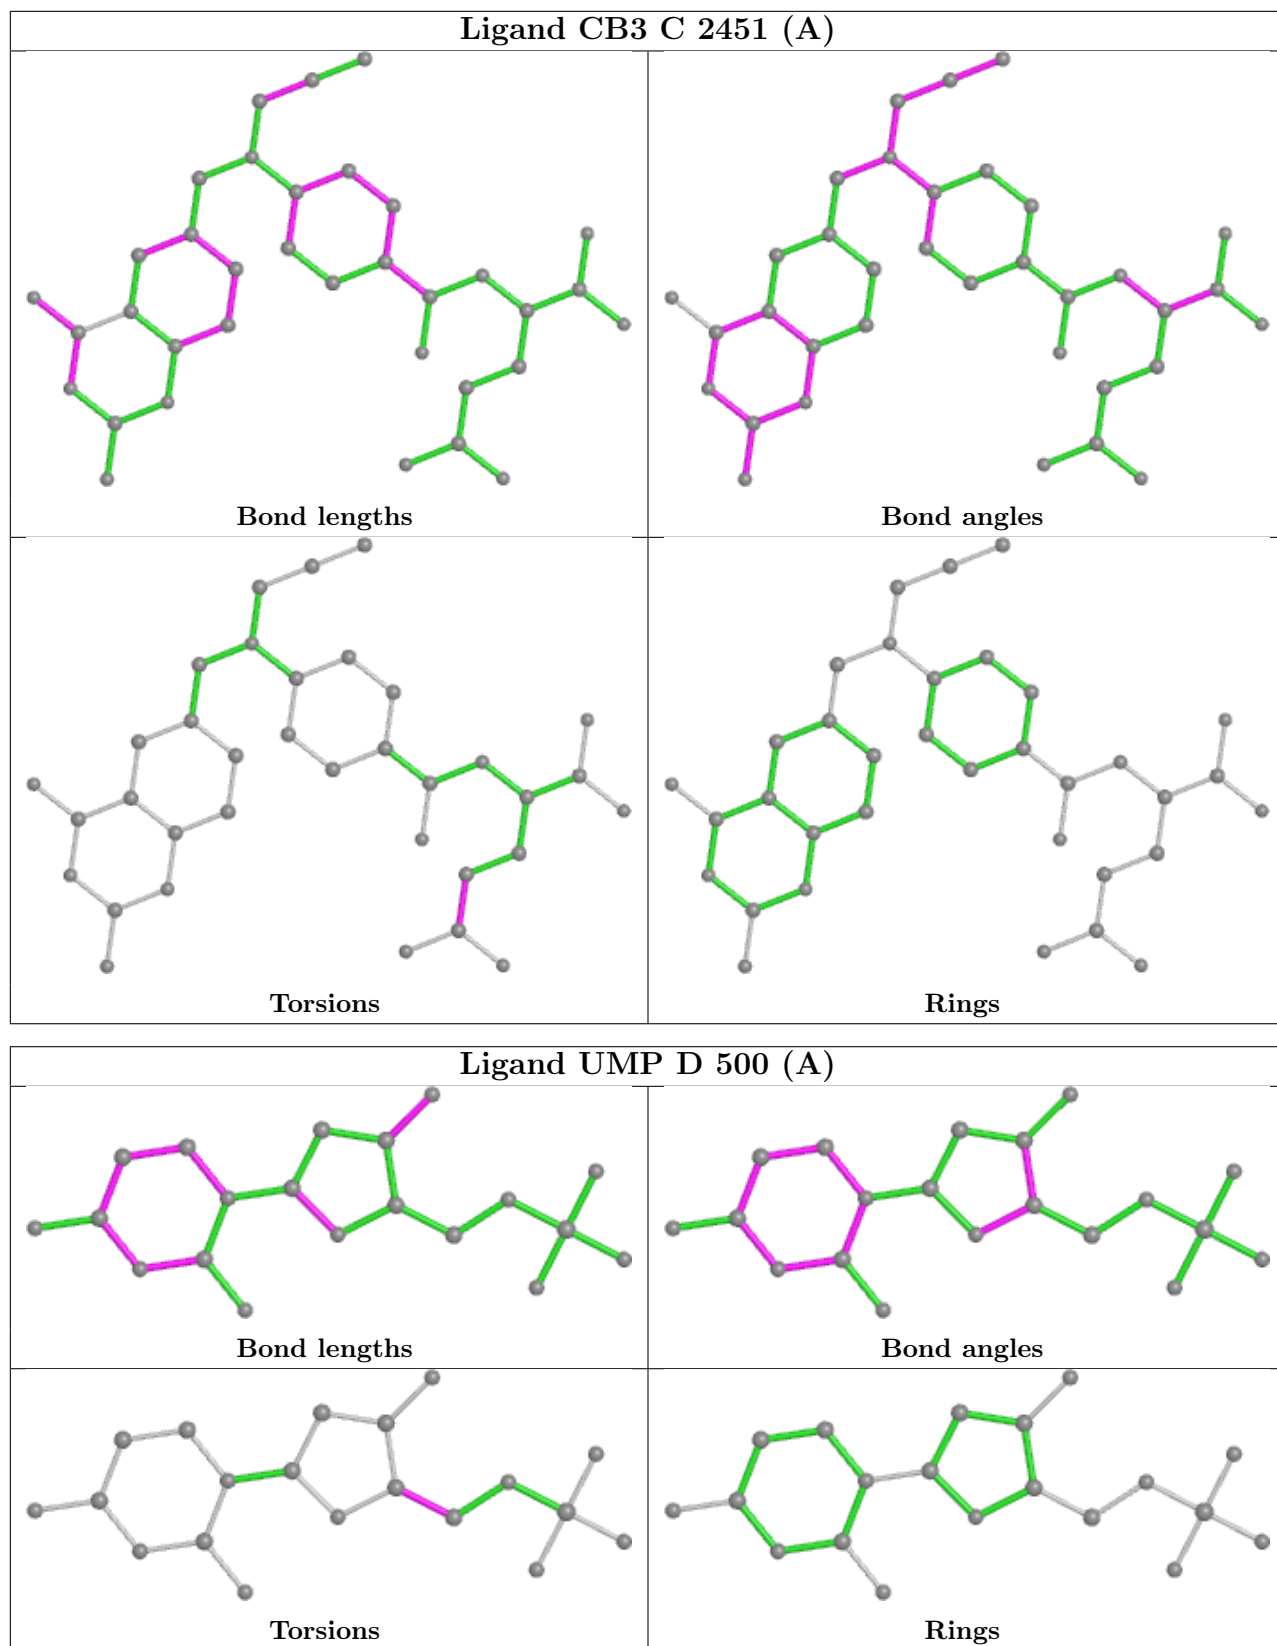 Ligand CB3 C 2451 (A)
Bond lengths
Bond angles
Torsions
Rings
Ligand UMP D 500 (A)
Bond lengths
Bond angles
Torsions
Rings